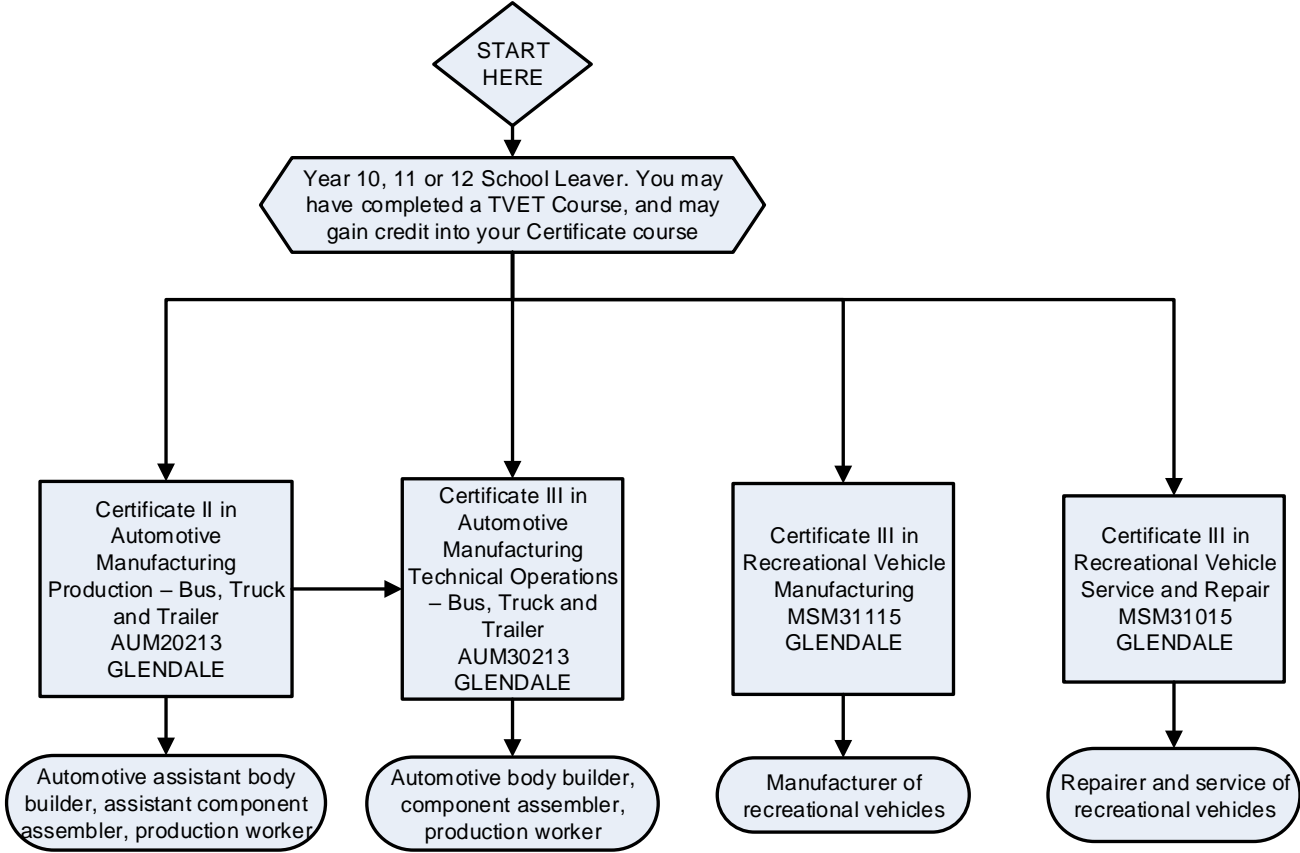 START
HERE
Year 10, 11 or 12 School Leaver. You may
have completed a TVET Course, and may
gain credit into your Certificate course
Certificate II in
Automotive
Manufacturing
Production – Bus, Truck
and Trailer
AUM20213
GLENDALE
Certificate III in
Automotive
Manufacturing
Technical Operations
– Bus, Truck and
Trailer
AUM30213
GLENDALE
Certificate III in
Recreational Vehicle
Manufacturing
MSM31115
GLENDALE
Certificate III in
Recreational Vehicle
Service and Repair
MSM31015
GLENDALE
Automotive assistant body
builder, assistant component
assembler, production worker
Automotive body builder,
component assembler,
production worker
Manufacturer of
recreational vehicles
Repairer and service of
recreational vehicles